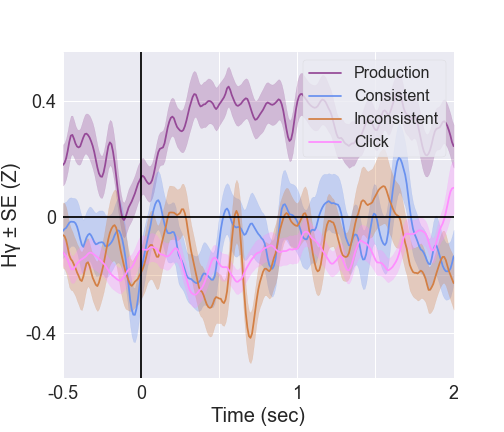 Production
Consistent
Inconsistent
Click
Hγ ± SE (Z)
0.4
0
-0.4
-0.5 0 1 2
Time (sec)